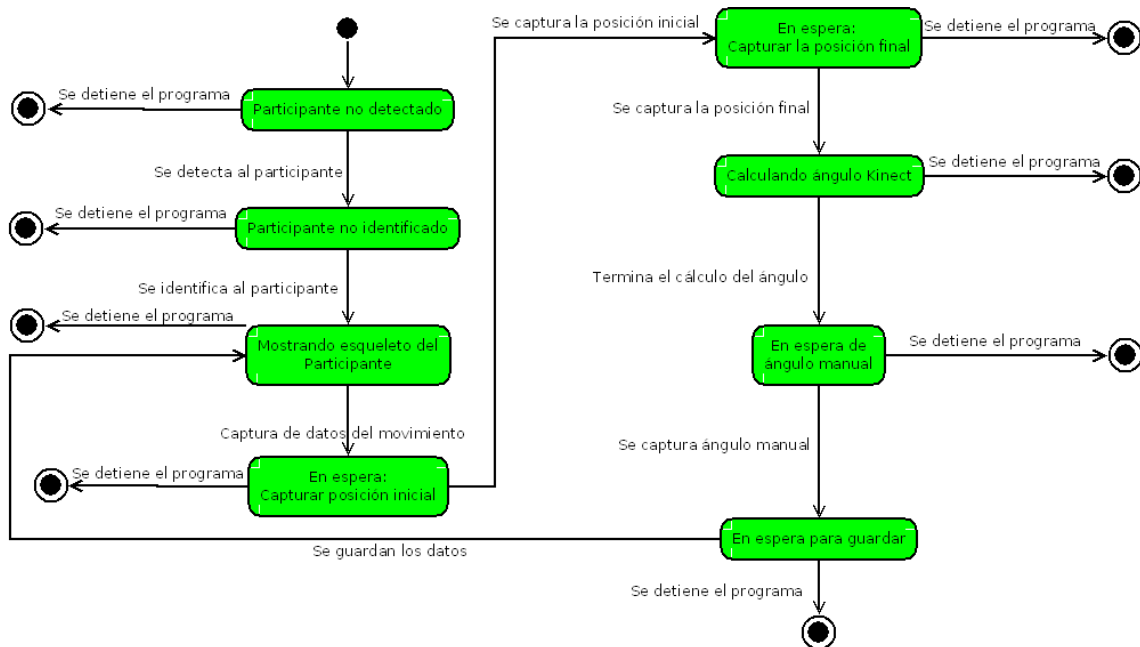 Se captura la posición inicial
En espera:
Capturar la posición final
Se detiene el programa
Se detiene el programa
Participante no detectado
Se captura la posición final
Se detecta al participante
Calculando ángulo Kinect
Se detiene el programa
Se detiene el programa
Participante no identificado
Termina el cálculo del ángulo
Se identifica al participante
Se detiene el programa
Mostrando esqueleto del
Participante
En espera de
ángulo manual
Se detiene el programa
Captura de datos del movimiento
Se captura ángulo manual
Se detiene el programa
En espera:
Capturar posición inicial
En espera para guardar
Se guardan los datos
Se detiene el programa